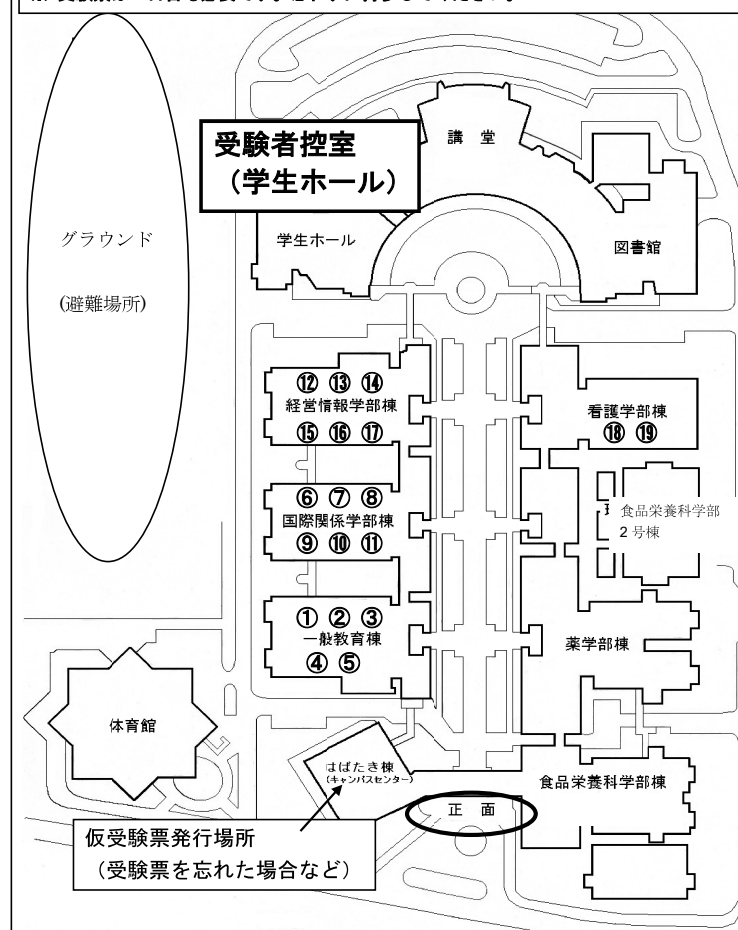 受験者控室
（学生ホール）
講 堂
グラウンド
(避難場所)
学生ホール
図書館
⑫ ⑬ ⑭
経営情報学部棟
⑮ ⑯ ⑰
看護学部棟
⑱ ⑲
⑥ ⑦ ⑧
国際関係学部棟
⑨ ⑩ ⑪
食品栄養科学部
2 号棟
① ② ③
一般教育棟
④ ⑤
薬学部棟
体育館
はばたき棟
（キャンパスセンター）
食品栄養科学部棟
正 面
仮受験票発行場所
（受験票を忘れた場合など）